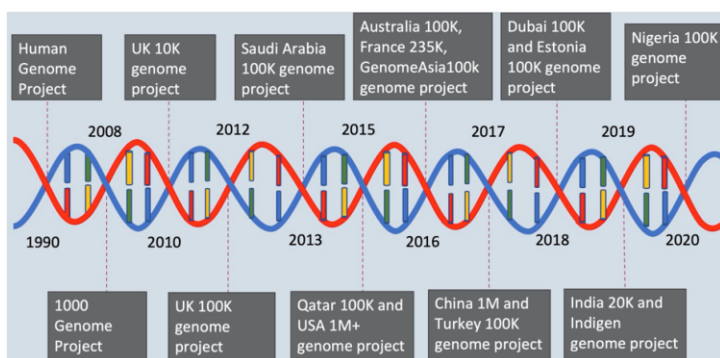 Human
Genome
Project
UK 10K
genome
project
Saudi Arabia
100K genome
project
Australia 100K,
France 235K,
GenomeAsia100k
genome project
Dubai 100K
and Estonia
100K genome
project
Nigeria 100K
genome
project
2008
2012
2015
2017
2019
1990
2010
2013
2016
2018
2020
1000
Genome
Project
UK 100K
genome
project
Qatar 100K and
USA 1M+
genome project
China 1M and
Turkey 100K
genome project
India 20K and
Indigen
genome project